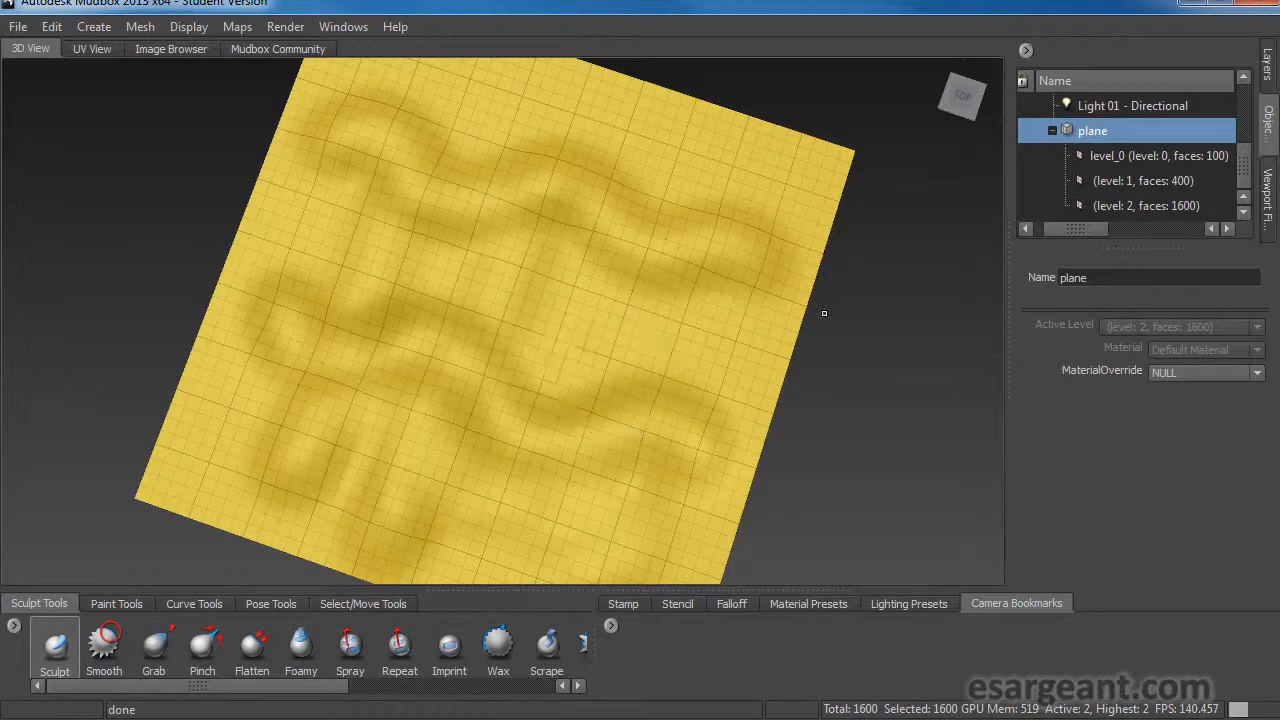 Autodesk Mudbox 2013 x64 - Student Version
File Edit Create Mesh Display Maps Render Windows Help
3D View UV View Image Browser Mudbox Community
TOP
Name
Light 01 - Directional
plane
level_0 (level: 0, faces: 100)
(level: 1, faces: 400)
(level: 2, faces: 1600)
Layers
Objec...
Viewport Fi...
Name plane
Active Level (level: 2, faces: 1600)
Material Default Material
MaterialOverride NULL
Sculpt Tools Paint Tools Curve Tools Pose Tools Select/Move Tools
Stamp Stencil Falloff Material Presets Lighting Presets Camera Bookmarks
Sculpt Smooth Grab Pinch Flatten Foamy Spray Repeat Imprint Wax Scrape
esargeant.com
done
Total: 1600 Selected: 1600 GPU Mem: 519 Active: 2, Highest: 2 FPS: 140.457